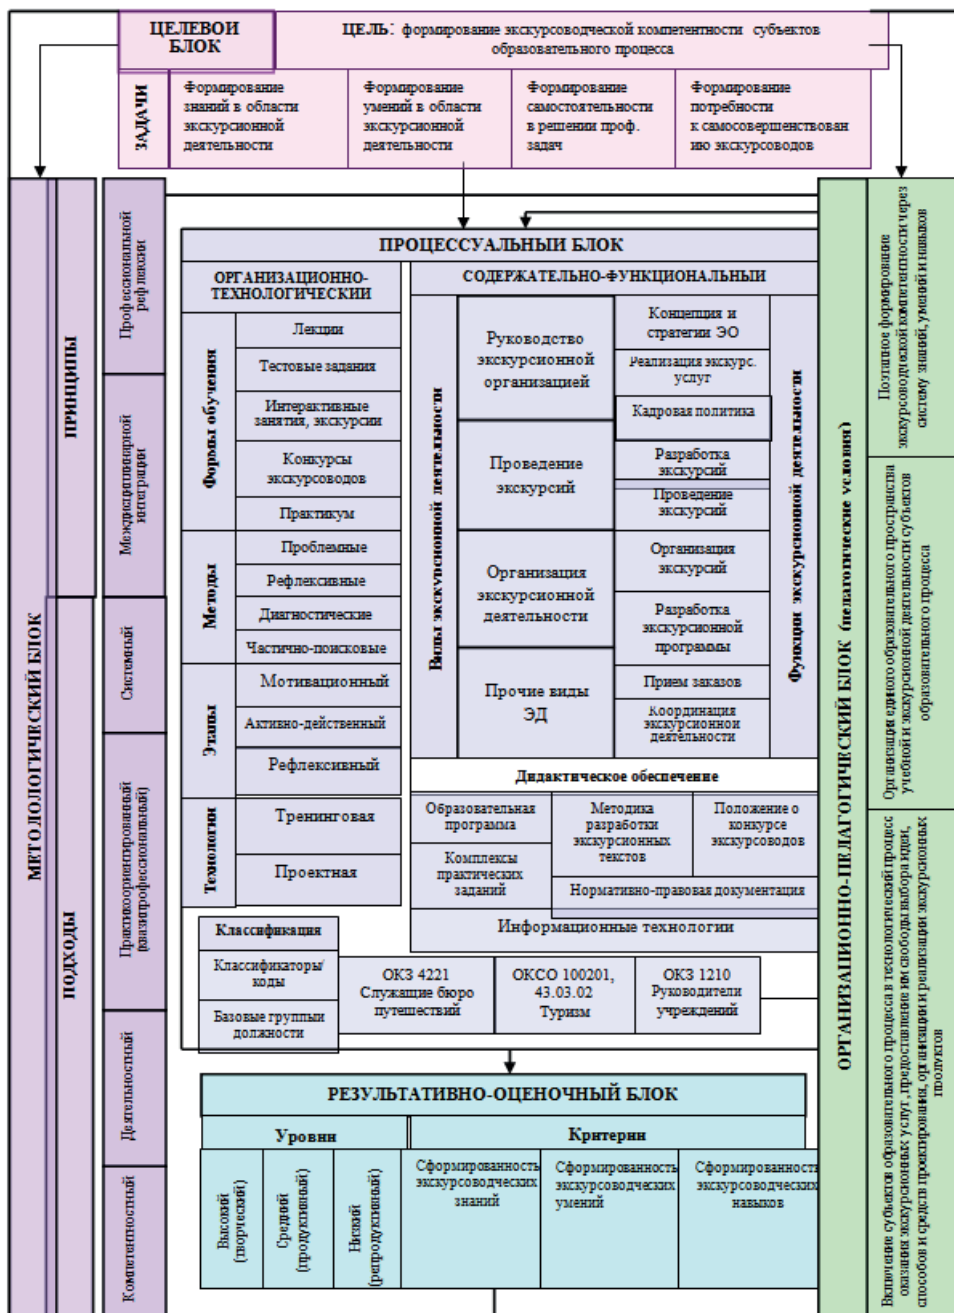 ЦЕЛЕВОЙ
БЛОК
ЦЕЛЬ: формирование экскурсоводческой компетентности субъектов
образовательного процесса
ЗАДАЧИ
Формирование
знаний в области
экскурсионной
деятельности
Формирование
умений в области
экскурсионной
деятельности
Формирование
самостоятельности
в решении проф.
задач
Формирование
потребности
к самосовершенствован
ию экскурсоводов
МЕТОДОЛОГИЧЕСКИЙ БЛОК
ПРИНЦИПЫ
Профессиональной
рефлексии
Междисциплинарной
интеграции
ПОДХОДЫ
Системный
Практикоориентированный
(квазипрофессиональный)
Деятельностный
Компетентностный
ПРОЦЕССУАЛЬНЫЙ БЛОК
ОРГАНИЗАЦИОННО-
ТЕХНОЛОГИЧЕСКИЙ
Формы обучения
Лекции
Тестовые задания
Интерактивные
занятия, экскурсии
Конкурсы
экскурсоводов
Практикум
Методы
Проблемные
Рефлексивные
Диагностические
Частично-поисковые
Этапы
Мотивационный
Активно-действенный
Рефлексивный
Технологии
Тренинговая
Проектная
СОДЕРЖАТЕЛЬНО-ФУНКЦИОНАЛЬНЫЙ
Виды экскурсионной деятельности
Руководство
экскурсионной
организацией
Проведение
экскурсий
Организация
экскурсионной
деятельности
Прочие виды
ЭД
Концепция и
стратегии ЭО
Реализация экскурс.
услуг
Кадровая политика
Разработка
экскурсий
Проведение
экскурсий
Организация
экскурсий
Разработка
экскурсионной
программы
Прием заказов
Координация
экскурсионной
деятельности
Функции экскурсионной деятельности
Дидактическое обеспечение
Образовательная
программа
Методика
разработки
экскурсионных
текстов
Положение о
конкурсе
экскурсоводов
Комплексы
практических
заданий
Нормативно-правовая документация
Информационные технологии
Классификация
Классификаторы/
коды
Базовые группыи
должности
ОКЗ 4221
Служащие бюро
путешествий
ОКСО 100201,
43.03.02
Туризм
ОКЗ 1210
Руководители
учреждений
РЕЗУЛЬТАТИВНО-ОЦЕНОЧНЫЙ БЛОК
Уровни
Критерии
Высокий
(творческий)
Средний
(продуктивный)
Низкий
(репродуктивный)
Сформированность
экскурсоводческих
знаний
Сформированность
экскурсоводческих
умений
Сформированность
экскурсоводческих
навыков
ОРГАНИЗАЦИОННО-ПЕДАГОГИЧЕСКИЙ БЛОК (педагогические условия)
Поэтапное формирование
экскурсоводческой компетентности через
систему знаний, умений и навыков
Организация единого образовательного пространства
учебной и экскурсионной деятельности субъектов
образовательного процесса
Включение субъектов образовательного процесса в технологический процесс
оказания экскурсионных услуг, предоставление им свободы выбора идеи,
способов и средств проектирования, организации и реализации экскурсионных
продуктов